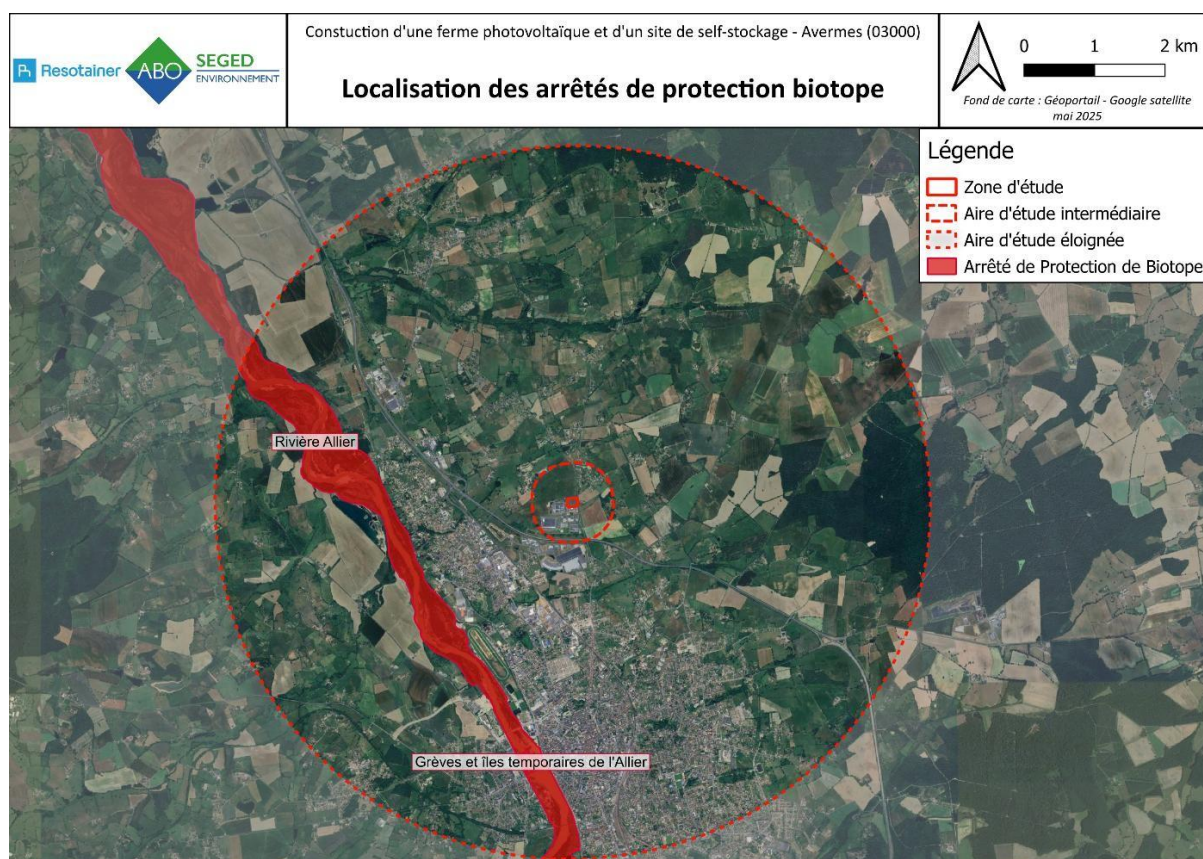 Resotainer
ABO
SEGED
ENVIRONNEMENT
Constuction d'une ferme photovoltaïque et d'un site de self-stockage - Avermes (03000)
Localisation des arrêtés de protection biotope
0 1 2 km
Fond de carte : Géoportail - Google satellite
mai 2025
Légende
Zone d'étude
Aire d'étude intermédiaire
Aire d'étude éloignée
Arrêté de Protection de Biotope
Rivière Allier
Grèves et îles temporaires de l'Allier